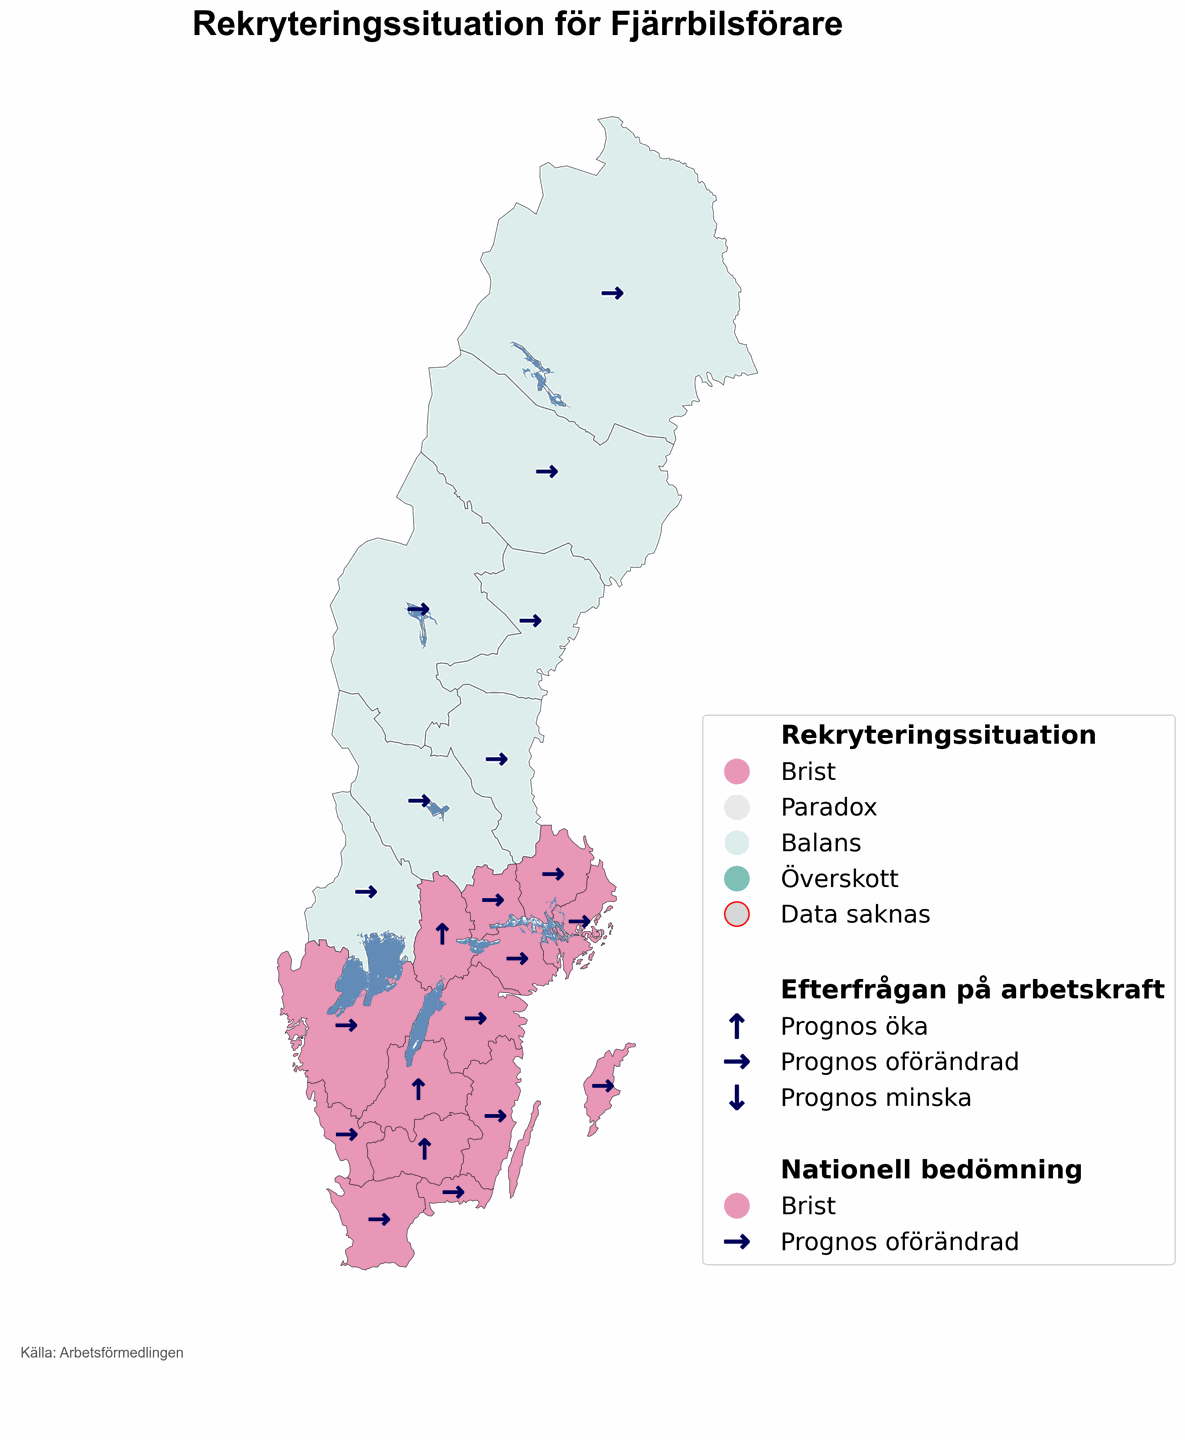 Rekryteringssituation för Fjärrbilsförare
Rekryteringssituation
Brist
Paradox
Balans
Överskott
Data saknas
Efterfrågan på arbetskraft
Prognos öka
Prognos oförändrad
Prognos minska
Nationell bedömning
Brist
Prognos oförändrad
Källa: Arbetsförmedlingen